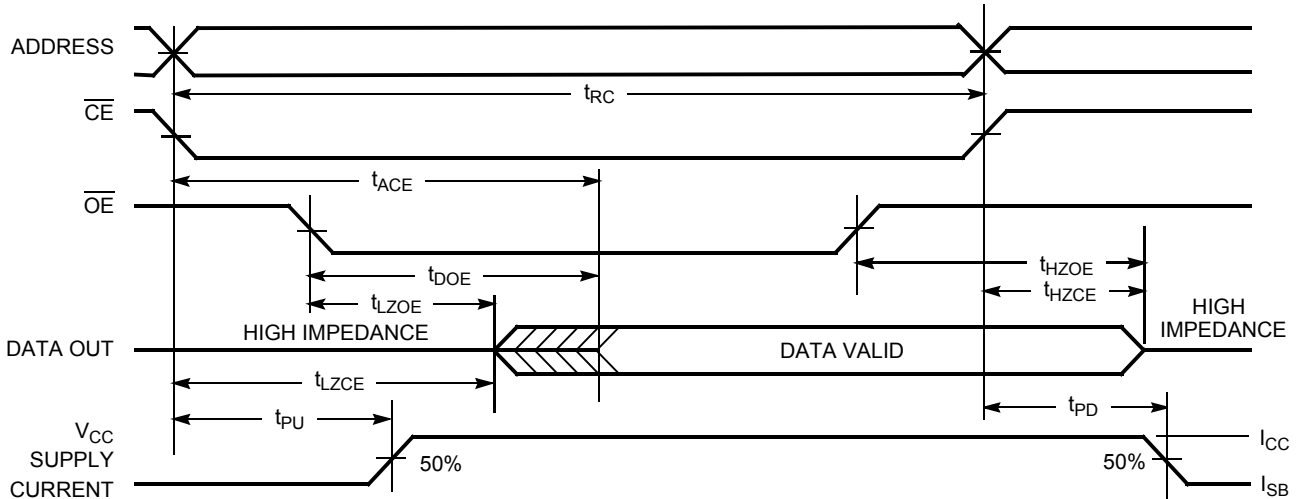 ADDRESS
tRC
CE
tACE
OE
tDOE
tHZOE
tLZOE
tHZCE
HIGH IMPEDANCE
HIGH
IMPEDANCE
DATA OUT
DATA VALID
tLZCE
tPU
tPD
VCC
SUPPLY
CURRENT
50%
50%
ICC
ISB